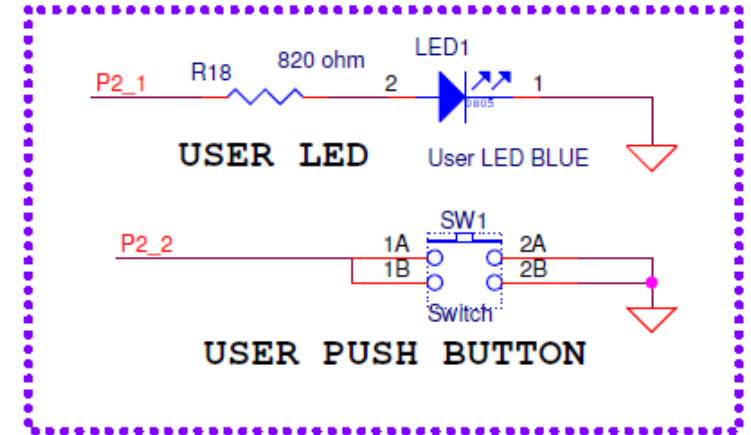 LED1
820 ohm
R18
P2_1
2
1
0805
USER LED
User LED BLUE
SW1
P2_2
1A
2A
1B
2B
Switch
USER PUSH BUTTON